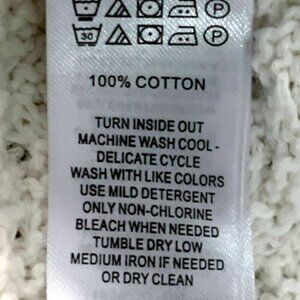 30
P
100% COTTON
TURN INSIDE OUT
MACHINE WASH COOL -
DELICATE CYCLE
WASH WITH LIKE COLORS
USE MILD DETERGENT
ONLY NON-CHLORINE
BLEACH WHEN NEEDED
TUMBLE DRY LOW
MEDIUM IRON IF NEEDED
OR DRY CLEAN